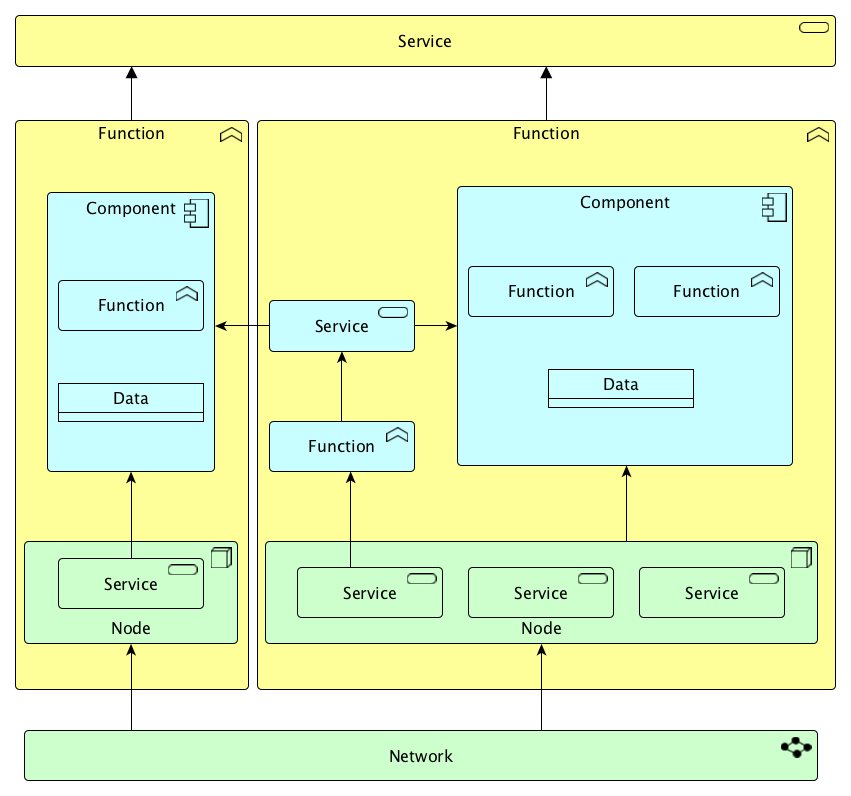 Service
Function
Function
Component
Component
Function
Function
Function
Service
Data
Data
Function
Service
Service
Service
Service
Node
Node
Network